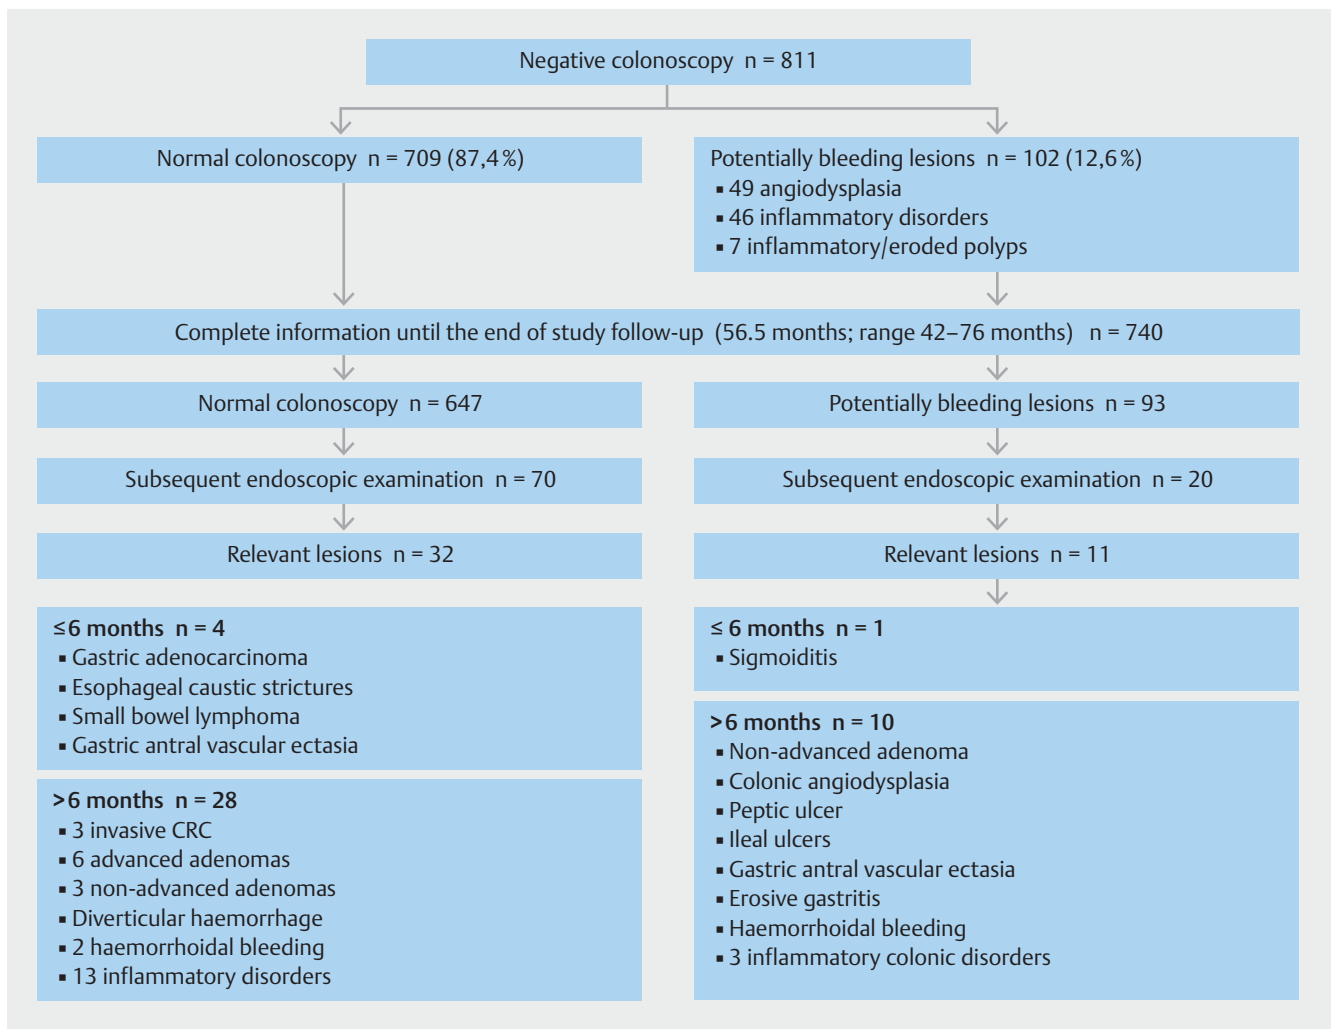 Negative colonoscopy n = 811
Normal colonoscopy n = 709 (87,4 %)
Potentially bleeding lesions n = 102 (12,6 %)
▪ 49 angiodysplasia
▪ 46 inflammatory disorders
▪ 7 inflammatory/eroded polyps
Complete information until the end of study follow-up (56.5 months; range 42–76 months) n = 740
Normal colonoscopy n = 647
Potentially bleeding lesions n = 93
Subsequent endoscopic examination n = 70
Subsequent endoscopic examination n = 20
Relevant lesions n = 32
Relevant lesions n = 11
≤6 months n = 4
▪ Gastric adenocarcinoma
▪ Esophageal caustic strictures
▪ Small bowel lymphoma
▪ Gastric antral vascular ectasia
>6 months n = 28
▪ 3 invasive CRC
▪ 6 advanced adenomas
▪ 3 non-advanced adenomas
▪ Diverticular haemorrhage
▪ 2 haemorrhoidal bleeding
▪ 13 inflammatory disorders
≤ 6 months n = 1
▪ Sigmoiditis
>6 months n = 10
▪ Non-advanced adenoma
▪ Colonic angiodysplasia
▪ Peptic ulcer
▪ Ileal ulcers
▪ Gastric antral vascular ectasia
▪ Erosive gastritis
▪ Haemorrhoidal bleeding
▪ 3 inflammatory colonic disorders